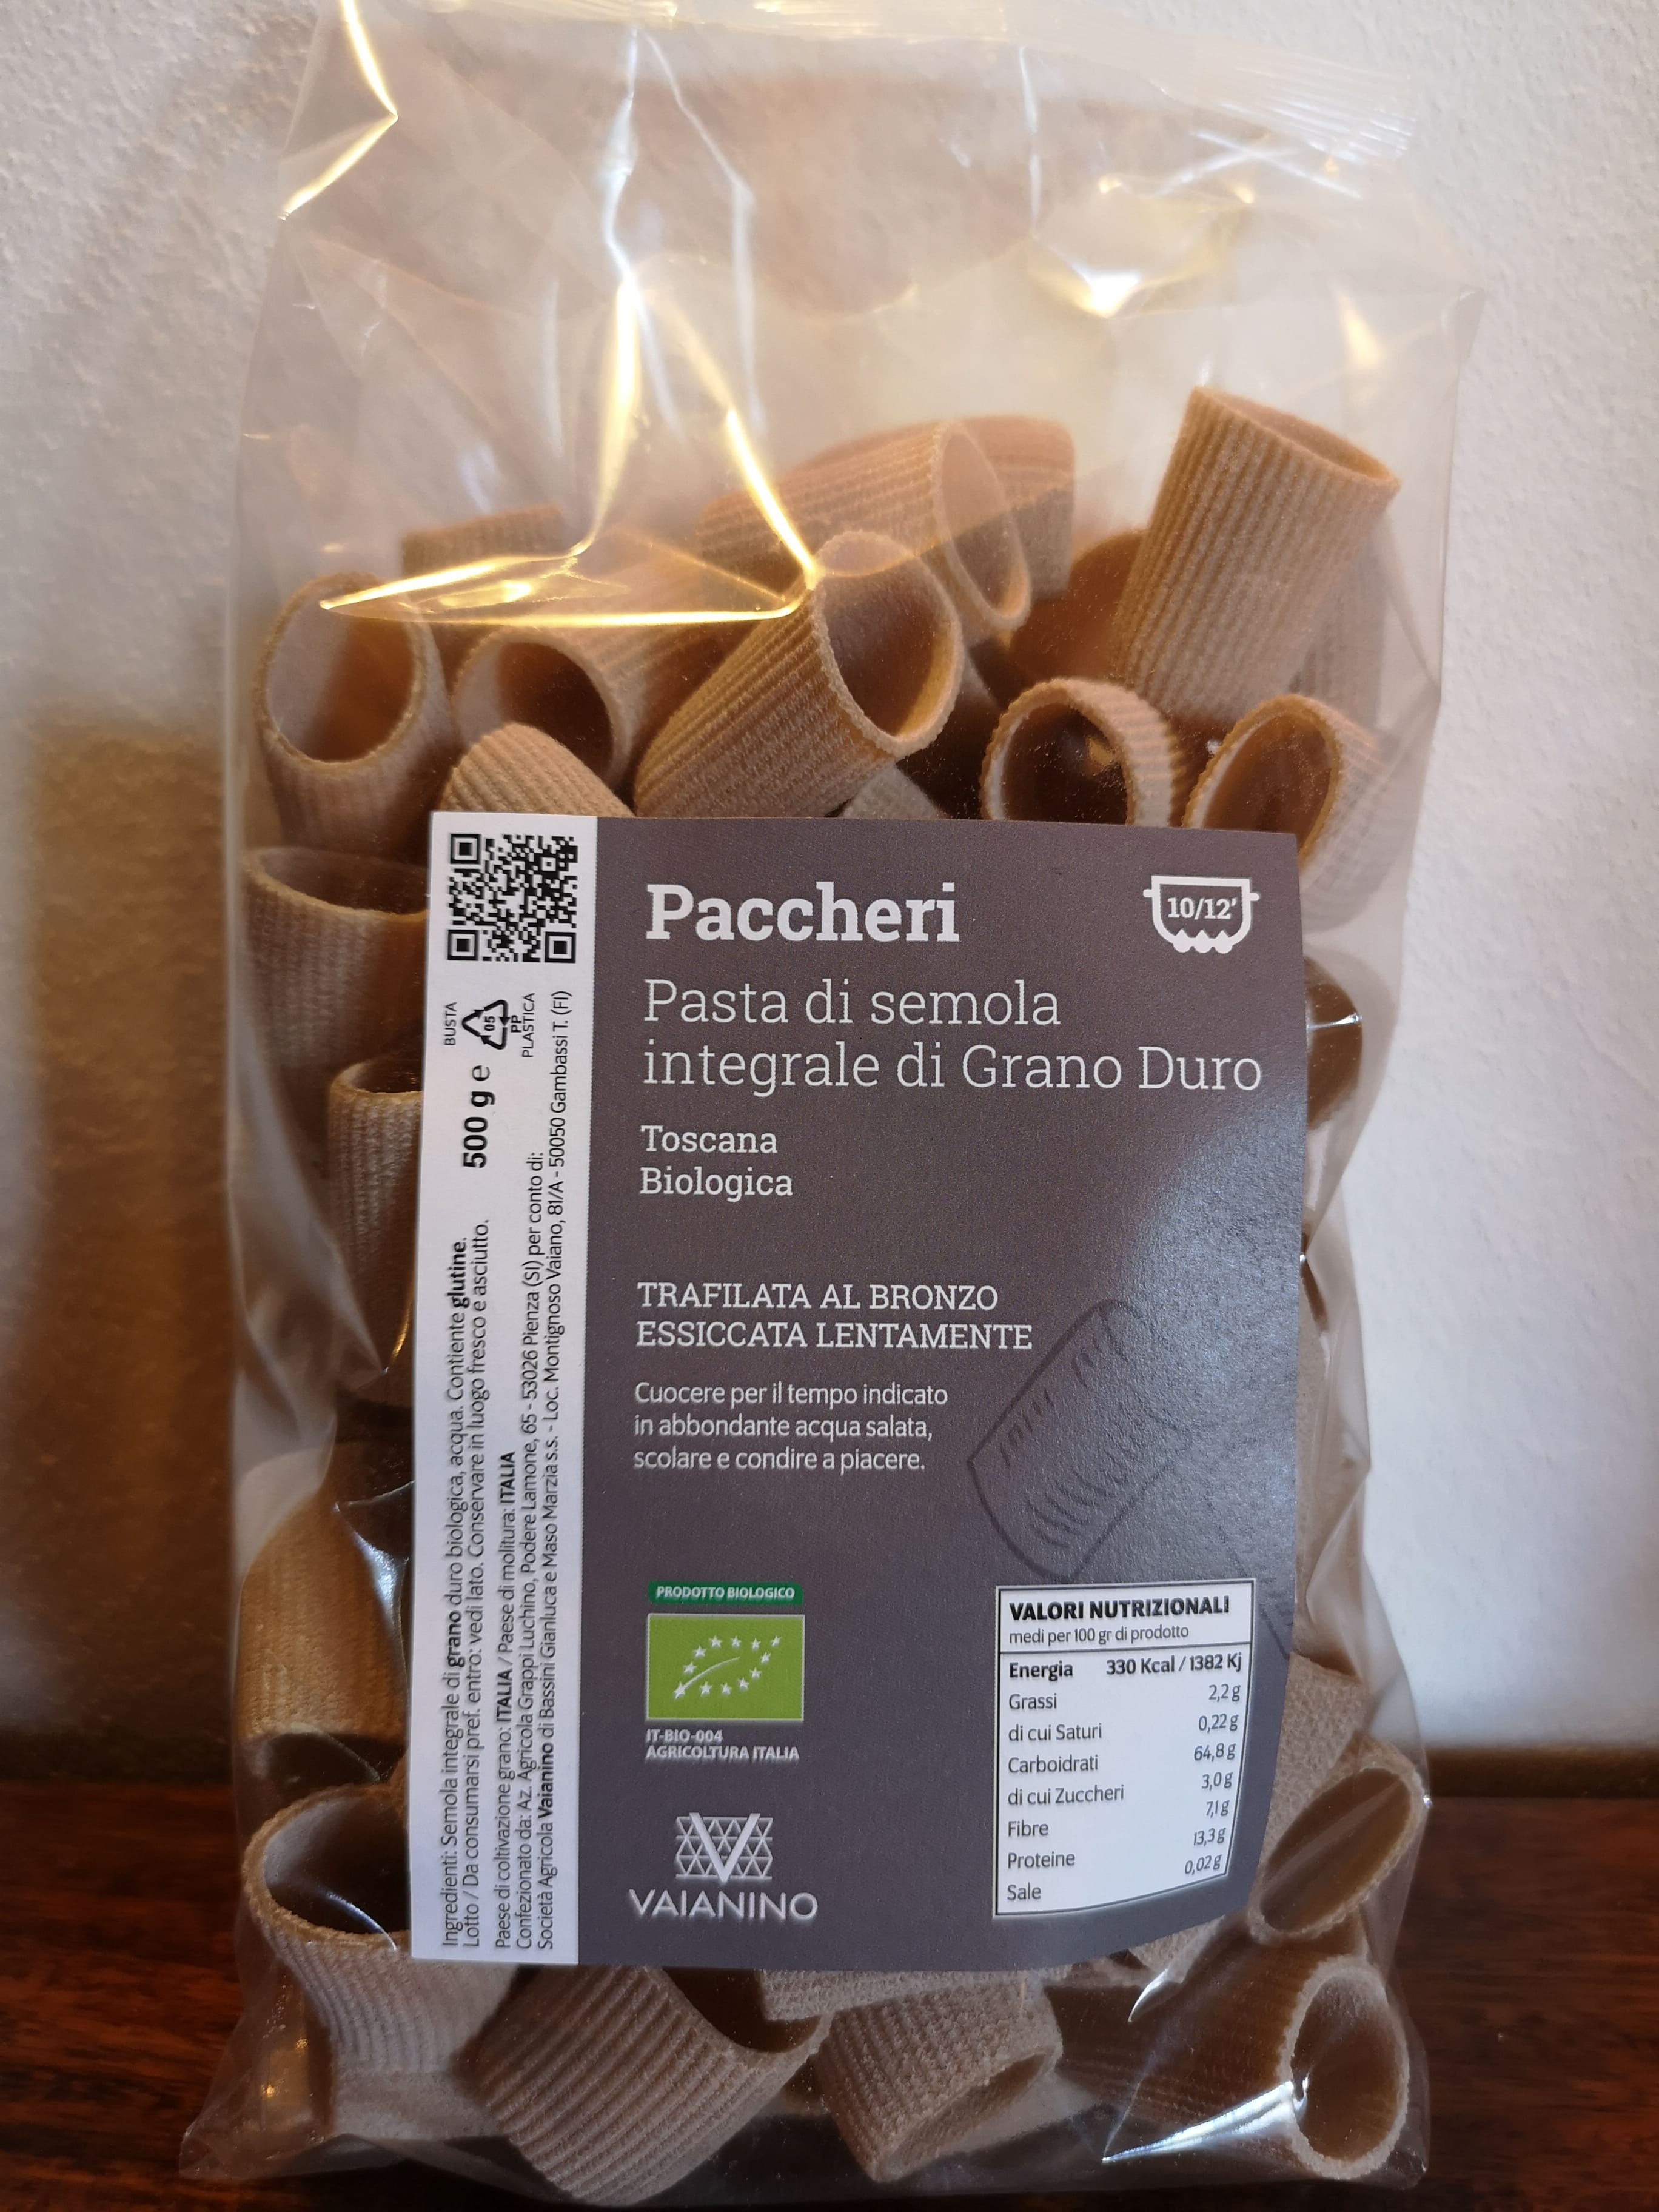 Paccheri
10/12'
Pasta di semola
integrale di Grano Duro
Toscana
Biologica
TRAFILATA AL BRONZO
ESSICCATA LENTAMENTE
Cuocere per il tempo indicato
in abbondante acqua salata,
scolare e condire a piacere.
PRODOTTO BIOLOGICO
IT-BIO-004
AGRICOLTURA ITALIA
VAIANINO
VALORI NUTRIZIONALI
medi per 100 gr di prodotto
Energia 330 Kcal / 1382 Kj
Grassi 2,2 g
di cui Saturi 0,22 g
Carboidrati 64,8 g
di cui Zuccheri 3,0 g
Fibre 7,1 g
Proteine 13,3 g
Sale 0,02 g
Ingredienti: Semola integrale di grano duro biologica, acqua. Contiene glutine.
Lotto / Da consumarsi pref. entro: vedi lato. Conservare in luogo fresco e asciutto.
500 g e
BUSTA
05
PP
PLASTICA
Paese di coltivazione grano: ITALIA / Paese di molitura: ITALIA
Confezionato da: Az. Agricola Grappi Luchino, Podere Lamone, 65 - 53026 Pienza (SI) per conto di:
Società Agricola Vaianino di Bassini Gianluca e Maso Marzia s.s. - Loc. Montignoso Vaiano, 81/A - 50050 Gambassi T. (FI)